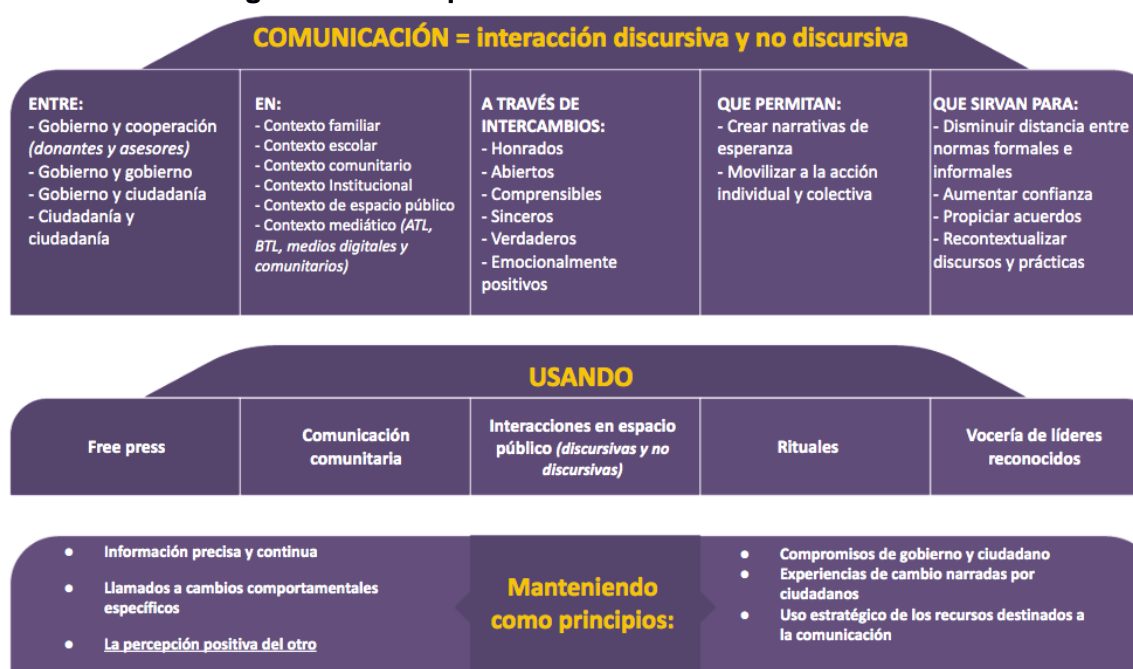 COMUNICACIÓN = interacción discursiva y no discursiva
ENTRE:
- Gobierno y cooperación
(donantes y asesores)
- Gobierno y gobierno
- Gobierno y ciudadanía
- Ciudadanía y
ciudadanía
EN:
- Contexto familiar
- Contexto escolar
- Contexto comunitario
- Contexto Institucional
- Contexto de espacio público
- Contexto mediático (ATL,
BTL, medios digitales y
comunitarios)
A TRAVÉS DE
INTERCAMBIOS:
- Honrados
- Abiertos
- Comprensibles
- Sinceros
- Verdaderos
- Emocionalmente
positivos
QUE PERMITAN:
- Crear narrativas de
esperanza
- Movilizar a la acción
individual y colectiva
QUE SIRVAN PARA:
- Disminuir distancia entre
normas formales e
informales
- Aumentar confianza
- Propiciar acuerdos
- Recontextualizar
discursos y prácticas
USANDO
Free press
Comunicación
comunitaria
Interacciones en espacio
público (discursivas y no
discursivas)
Rituales
Vocería de líderes
reconocidos
● Información precisa y continua
● Llamados a cambios comportamentales
específicos
● La percepción positiva del otro
Manteniendo
como principios:
● Compromisos de gobierno y ciudadano
● Experiencias de cambio narradas por
ciudadanos
● Uso estratégico de los recursos destinados a
la comunicación